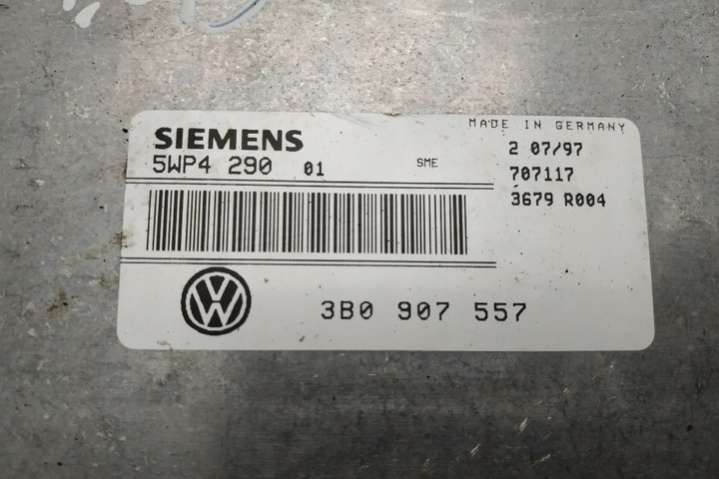 MADE IN GERMANY
SIEMENS
5WP4 290 01 SME
2 07/97
707117
3679 R004
3B0 907 557